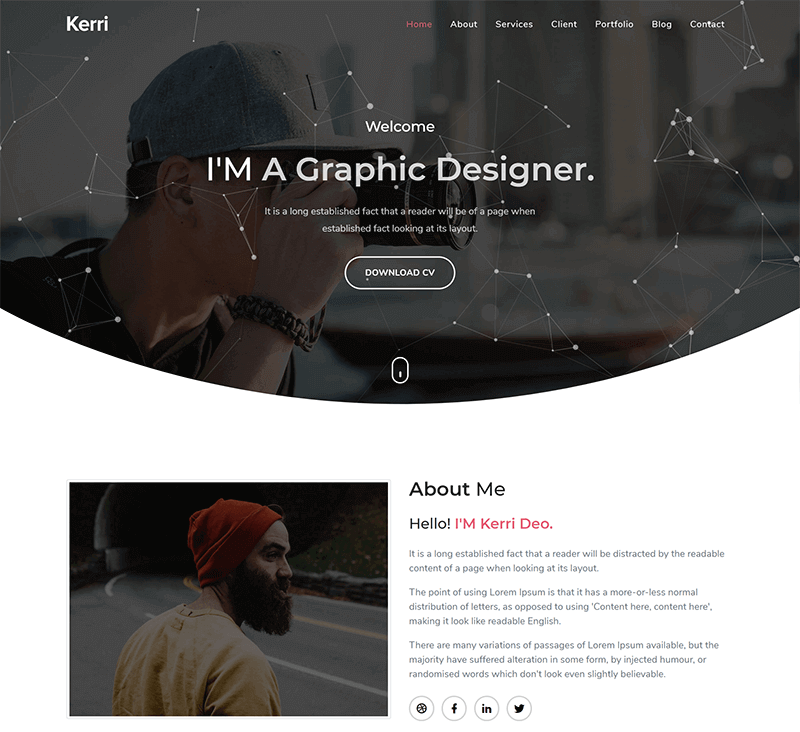 Kerri
Home About Services Client Portfolio Blog Contact
Welcome
I'M A Graphic Designer.
It is a long established fact that a reader will be of a page when
established fact looking at its layout.
DOWNLOAD CV
About Me
Hello! I'M Kerri Deo.
It is a long established fact that a reader will be distracted by the readable
content of a page when looking at its layout.
The point of using Lorem Ipsum is that it has a more-or-less normal
distribution of letters, as opposed to using 'Content here, content here',
making it look like readable English.
There are many variations of passages of Lorem Ipsum available, but the
majority have suffered alteration in some form, by injected humour, or
randomised words which don't look even slightly believable.